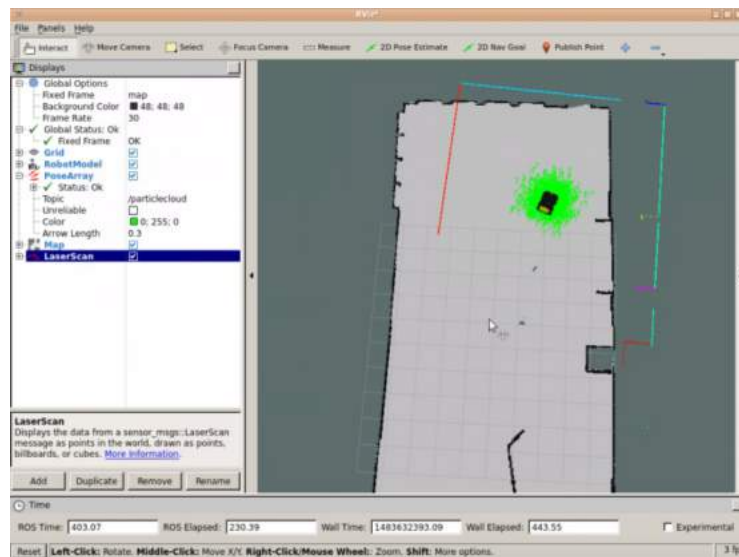 RViz*
File Panels Help
Interact Move Camera Select Focus Camera Measure 2D Pose Estimate 2D Nav Goal Publish Point
Displays
Global Options
Fixed Frame map
Background Color 48; 48; 48
Frame Rate 30
Global Status: Ok
Fixed Frame OK
Grid
RobotModel
PoseArray
Status: Ok
Topic /particlecloud
Unreliable
Color 0; 255; 0
Arrow Length 0.3
Map
LaserScan
LaserScan
Displays the data from a sensor_msgs::LaserScan
message as points in the world, drawn as points,
billboards, or cubes. More Information.
Add Duplicate Remove Rename
Time
ROS Time: 403.07 ROS Elapsed: 230.39 Wall Time: 1483632393.09 Wall Elapsed: 443.55 Experimental
Reset Left-Click: Rotate. Middle-Click: Move X/Y. Right-Click/Mouse Wheel: Zoom. Shift: More options.